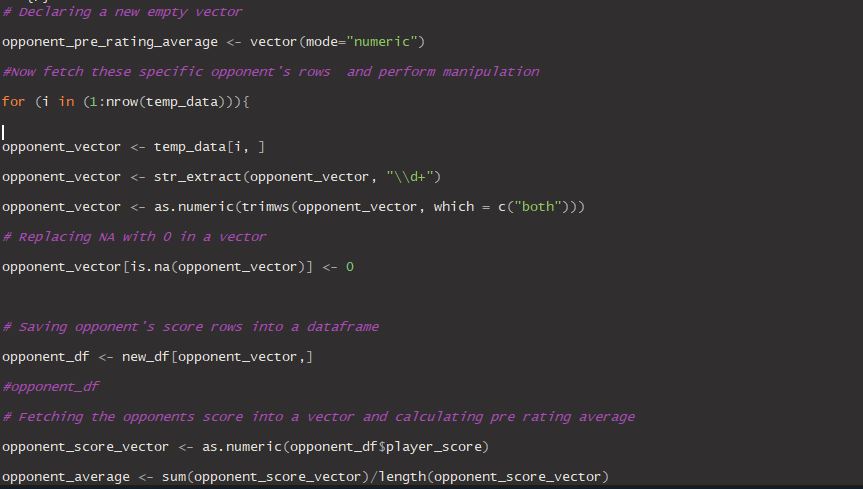 # Declaring a new empty vector
opponent_pre_rating_average <- vector(mode="numeric")
#Now fetch these specific opponent's rows  and perform manipulation
for (i in (1:nrow(temp_data))){
opponent_vector <- temp_data[i, ]
opponent_vector <- str_extract(opponent_vector, "\\d+")
opponent_vector <- as.numeric(trimws(opponent_vector, which = c("both")))
# Replacing NA with 0 in a vector
opponent_vector[is.na(opponent_vector)] <- 0
# Saving opponent's score rows into a dataframe
opponent_df <- new_df[opponent_vector,]
#opponent_df
# Fetching the opponents score into a vector and calculating pre rating average
opponent_score_vector <- as.numeric(opponent_df$player_score)
opponent_average <- sum(opponent_score_vector)/length(opponent_score_vector)